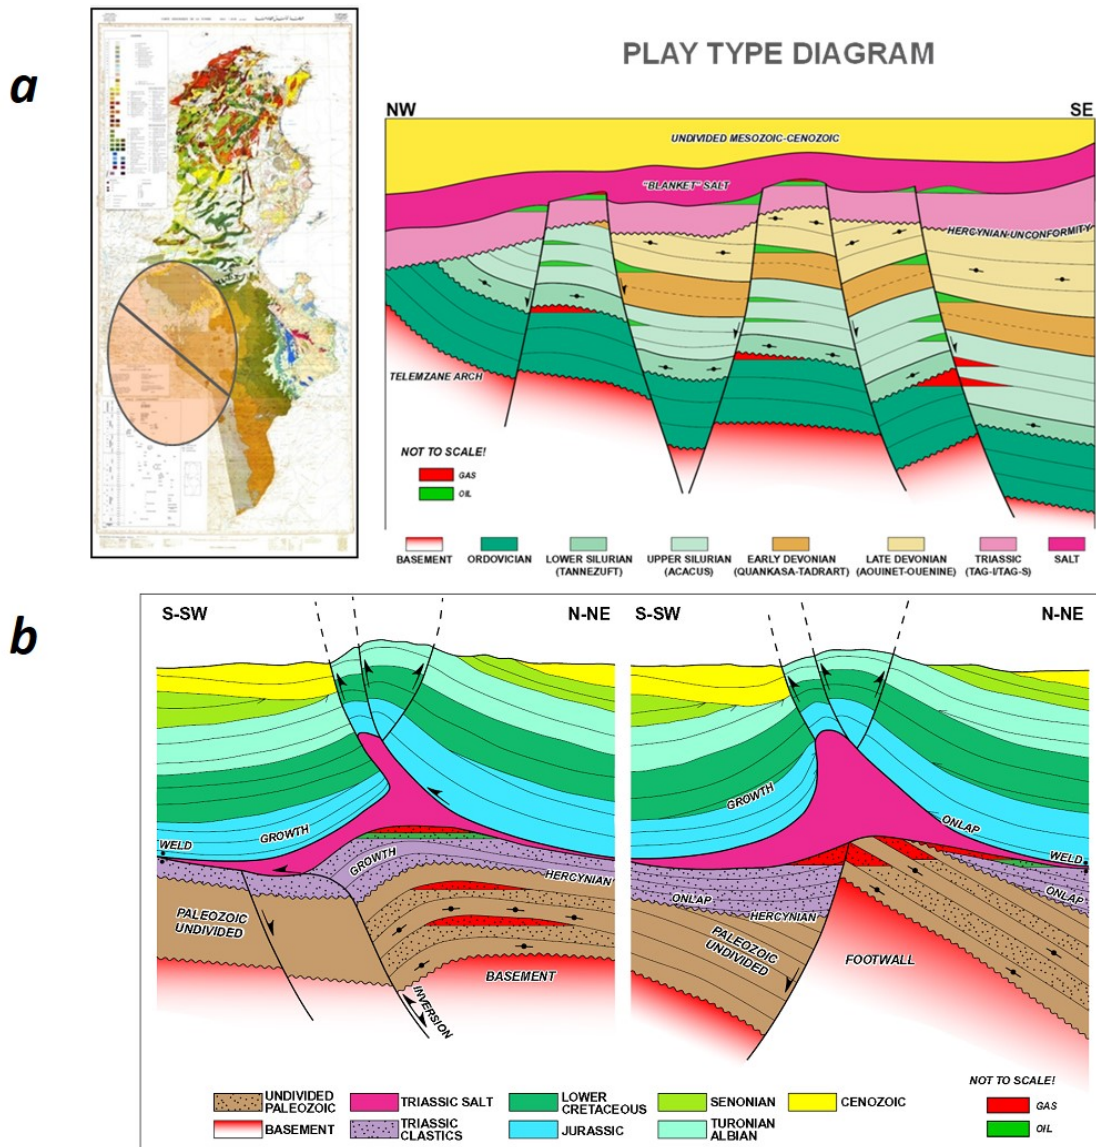 a
PLAY TYPE DIAGRAM
NW
SE
UNDIVIDED MESOZOIC-CENOZOIC
"BLANKET" SALT
HERCYNIAN-UNCONFORMITY
TELEMZANE ARCH
NOT TO SCALE!
GAS
OIL
BASEMENT
ORDOVICIAN
LOWER SILURIAN
(TANNEZUFT)
UPPER SILURIAN
(ACACUS)
EARLY DEVONIAN
(QUANKASA-TADRART)
LATE DEVONIAN
(AOUINET-OUENINE)
TRIASSIC
(TAG-I/TAG-S)
SALT
b
S-SW
N-NE
GROWTH
WELD
GROWTH
HERCYNIAN
PALEOZOIC
UNDIVIDED
BASEMENT
INVERSION
S-SW
N-NE
GROWTH
ONLAP
WELD
ONLAP
ONLAP
HERCYNIAN
PALEOZOIC
UNDIVIDED
FOOTWALL
UNDIVIDED
PALEOZOIC
BASEMENT
TRIASSIC SALT
TRIASSIC
CLASTICS
LOWER
CRETACEOUS
JURASSIC
SENONIAN
TURONIAN
ALBIAN
CENOZOIC
NOT TO SCALE!
GAS
OIL